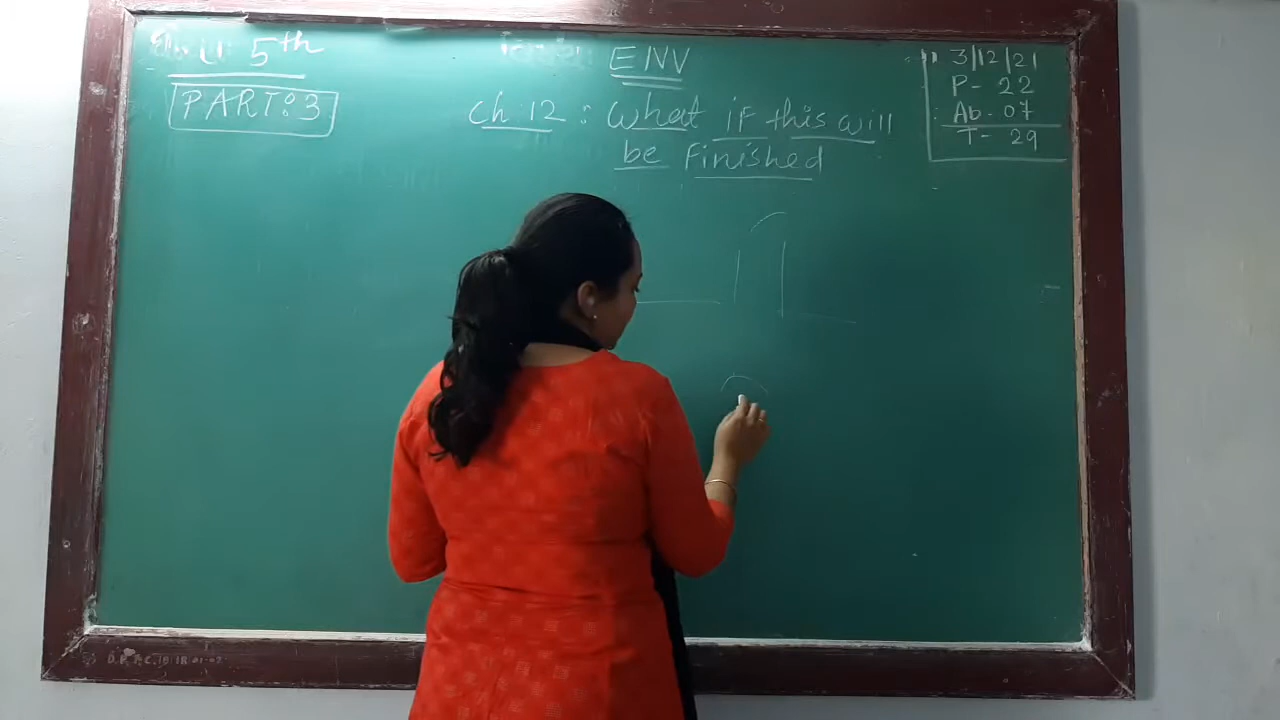 5th
PART: 3
ENV
Ch 12 : What if this will
be finished
3/12/21
P- 22
Ab- 07
T- 29